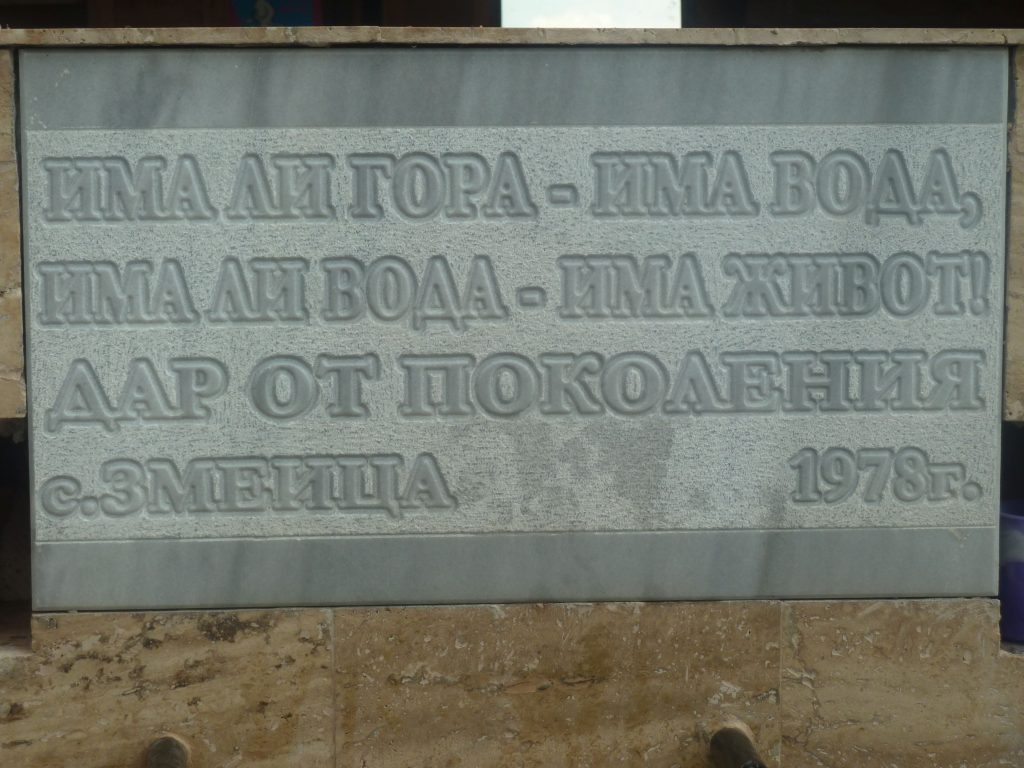 ИМА ЛИ ГОРА - ИМА ВОДА,
ИМА ЛИ ВОДА - ИМА ЖИВОТ!
ДАР ОТ ПОКОЛЕНИЯ
с.ЗМЕИЦА 1978г.